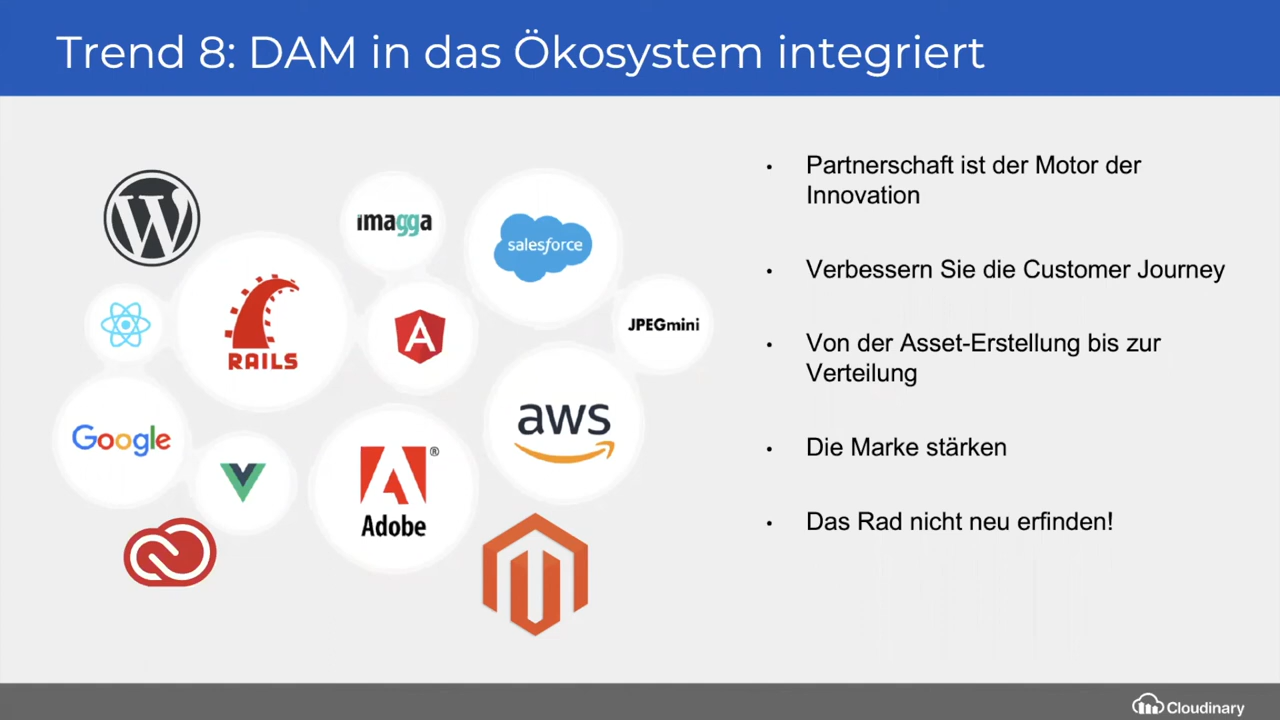 Trend 8: DAM in das Ökosystem integriert
imagga
salesforce
RAILS
JPEGmini
Google
aws
Adobe
®
• Partnerschaft ist der Motor der
Innovation
• Verbessern Sie die Customer Journey
• Von der Asset-Erstellung bis zur
Verteilung
• Die Marke stärken
• Das Rad nicht neu erfinden!
Cloudinary